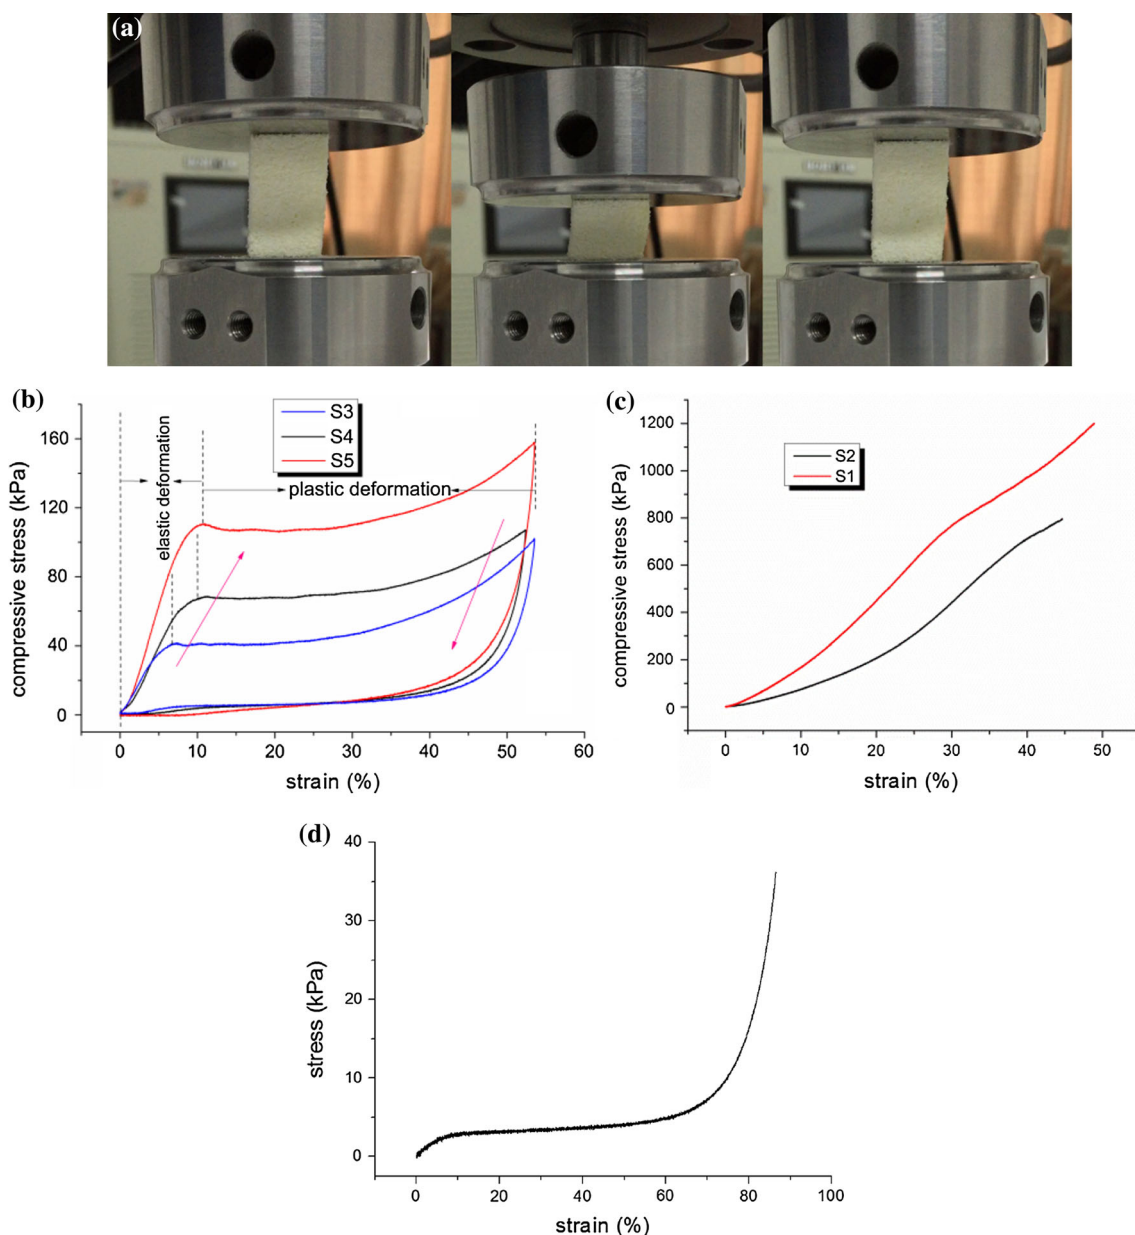 (a)
(b)
S3
S4
S5
elastic deformation
plastic deformation
160
120
80
40
0
compressive stress (kPa)
0 10 20 30 40 50 60
strain (%)
(c)
S2
S1
1200
1000
800
600
400
200
0
compressive stress (kPa)
0 10 20 30 40 50
strain (%)
(d)
40
30
20
10
0
stress (kPa)
0 20 40 60 80 100
strain (%)